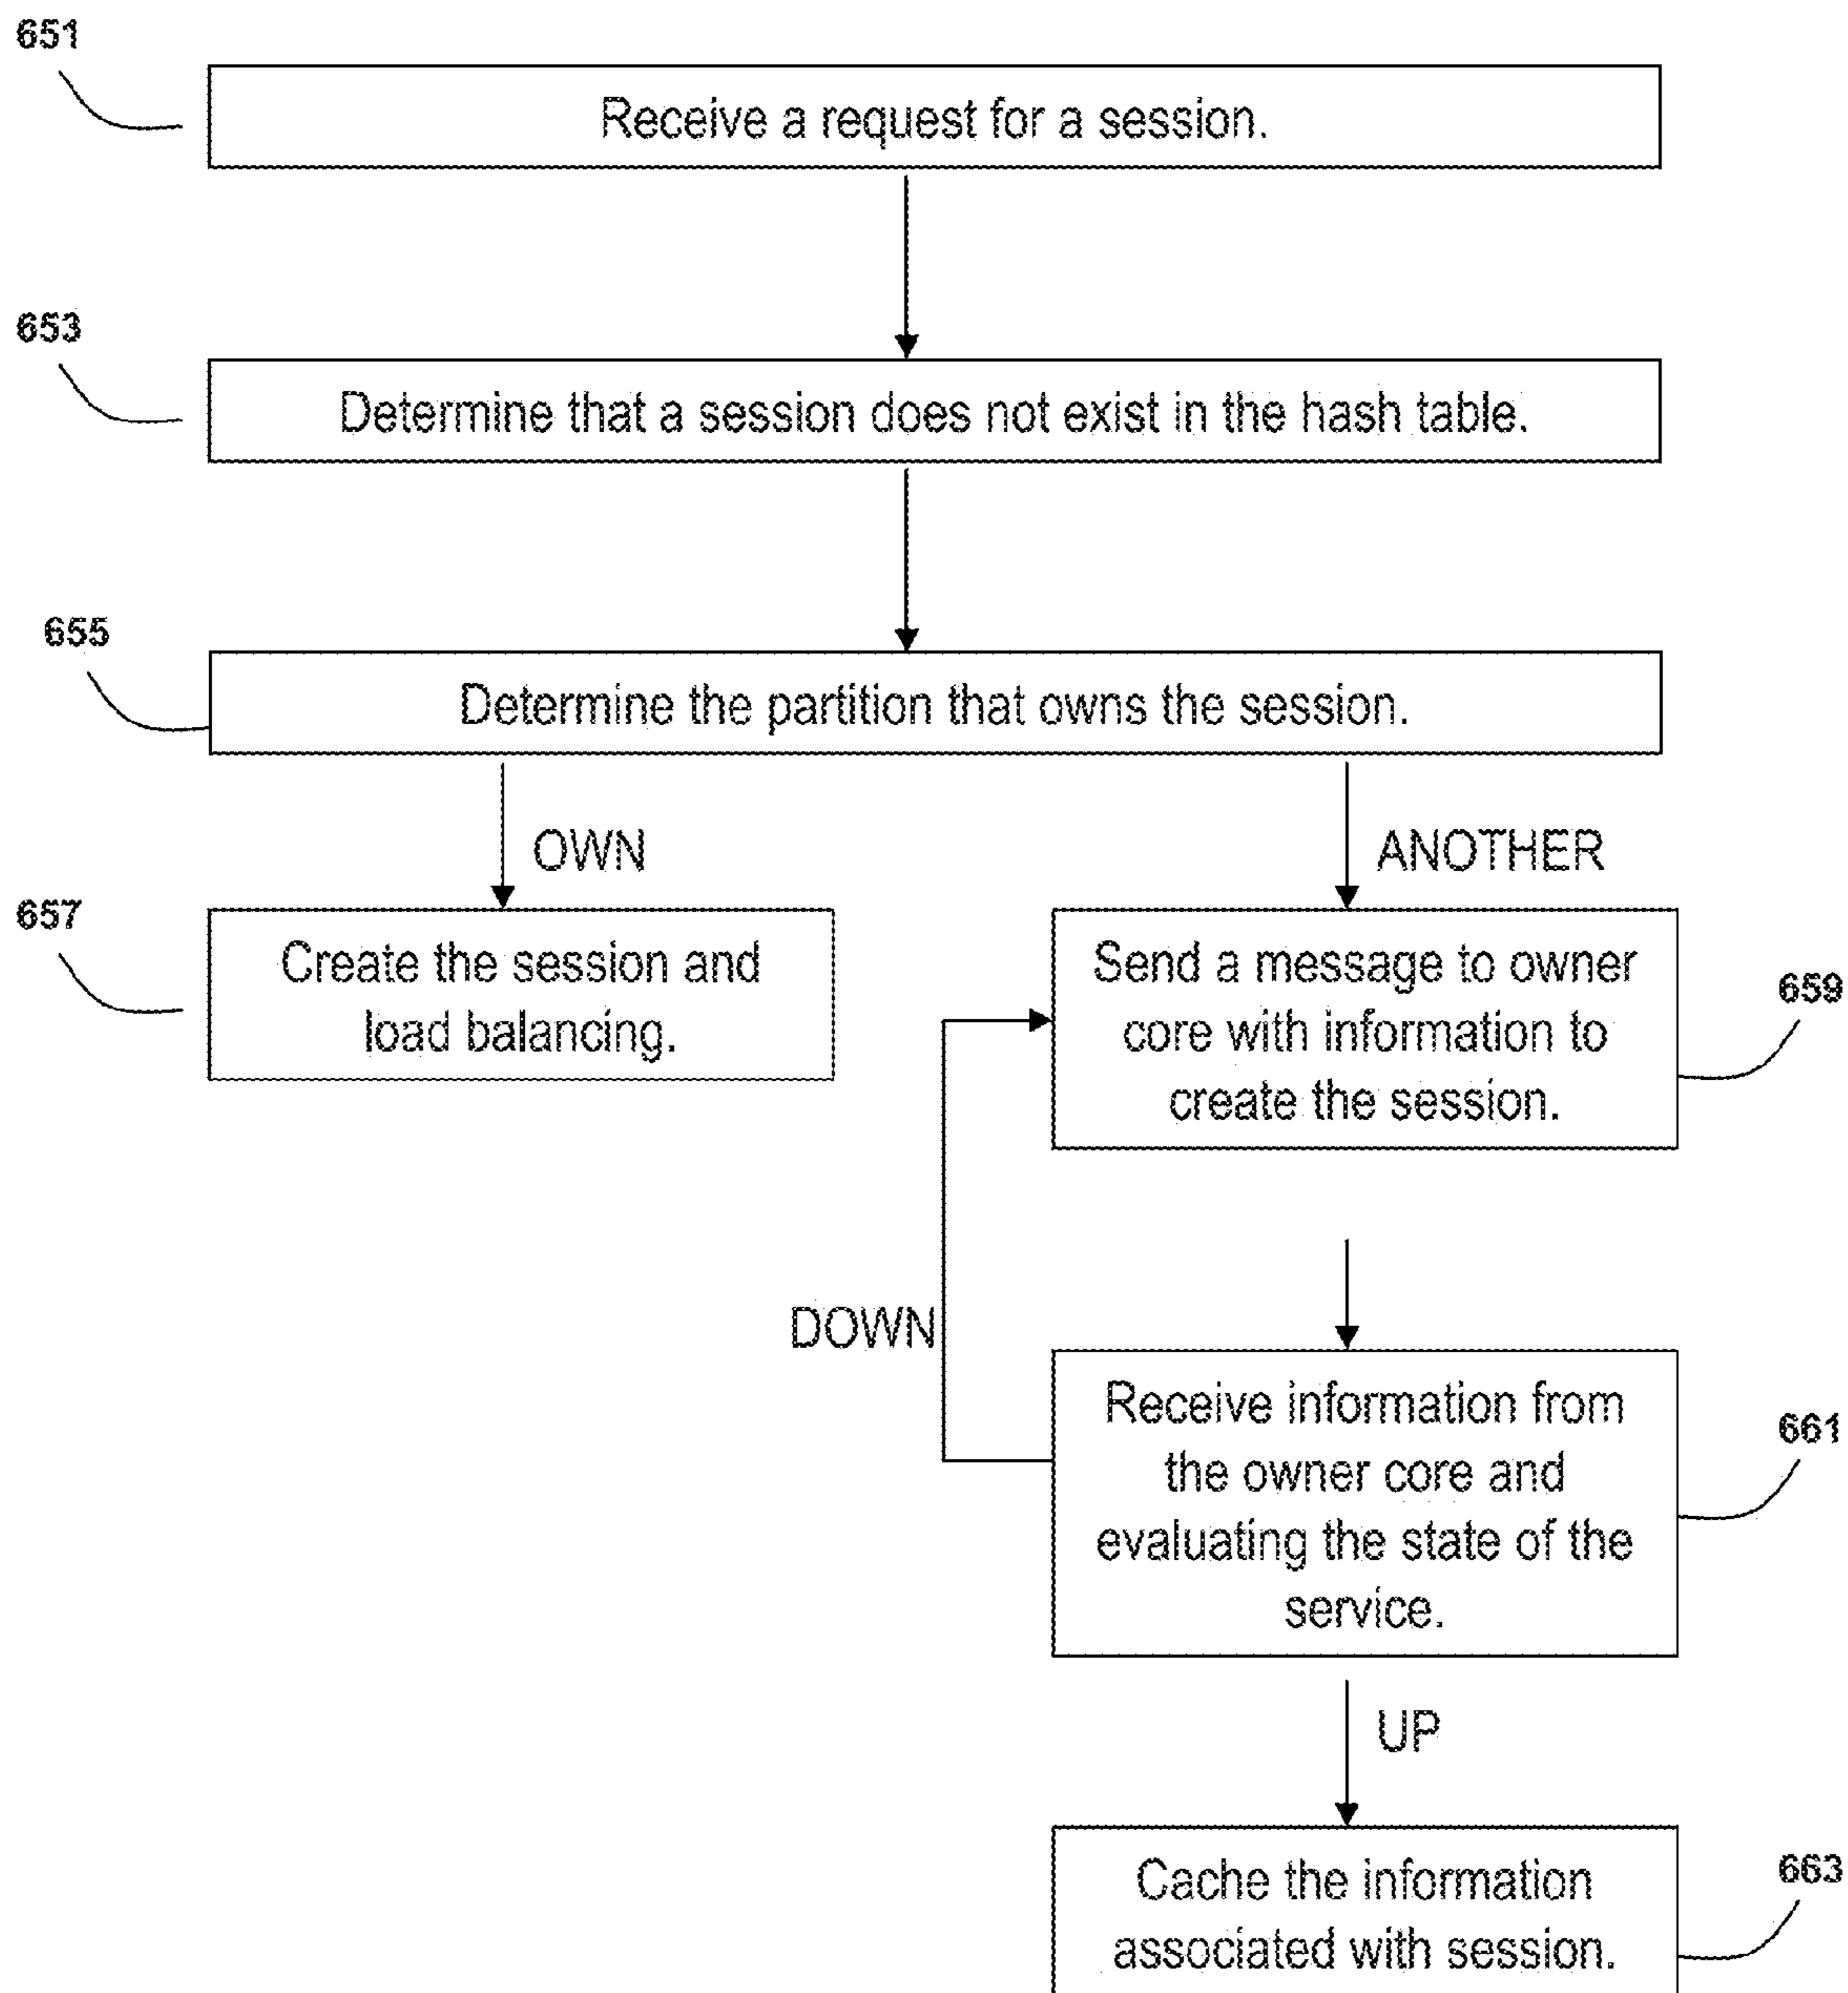 651
Receive a request for a session.
653
Determine that a session does not exist in the hash table.
655
Determine the partition that owns the session.
OWN
ANOTHER
657
Create the session and
load balancing.
Send a message to owner
core with information to
create the session.
659
DOWN
Receive information from
the owner core and
evaluating the state of the
service.
661
UP
Cache the information
associated with session.
663